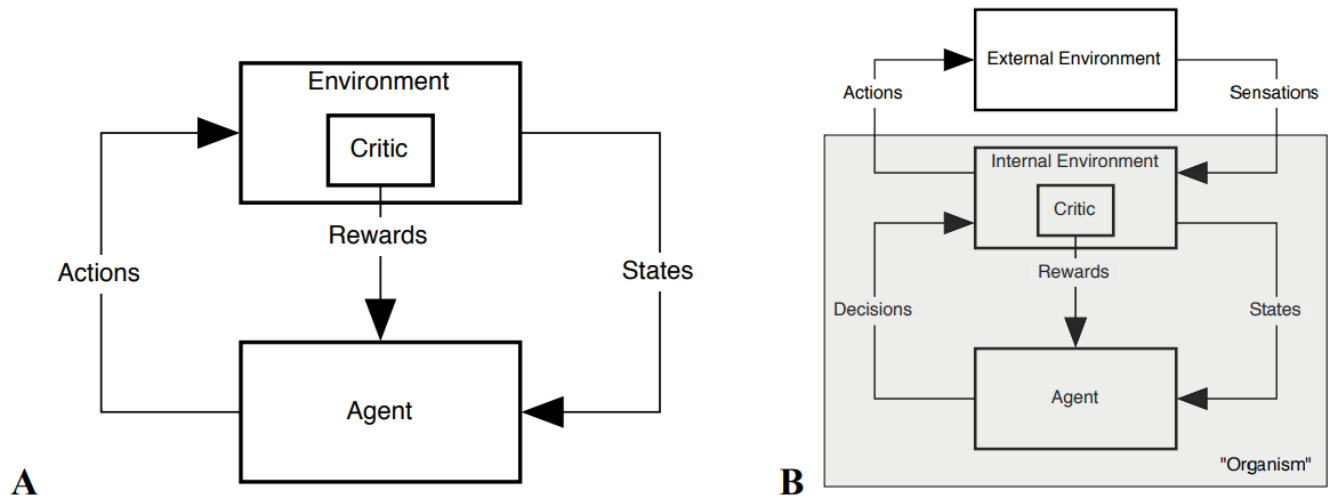 Environment
Critic
Rewards
Actions
States
Agent
A
External Environment
Actions
Sensations
Internal Environment
Critic
Rewards
Decisions
States
Agent
"Organism"
B